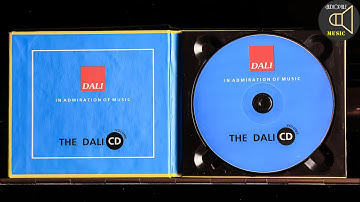 AUDIOPHILE
MUSIC
DALI
IN ADMIRATION OF MUSIC
THE DALI CD
DALI
IN ADMIRATION OF MUSIC
THE DALI CD